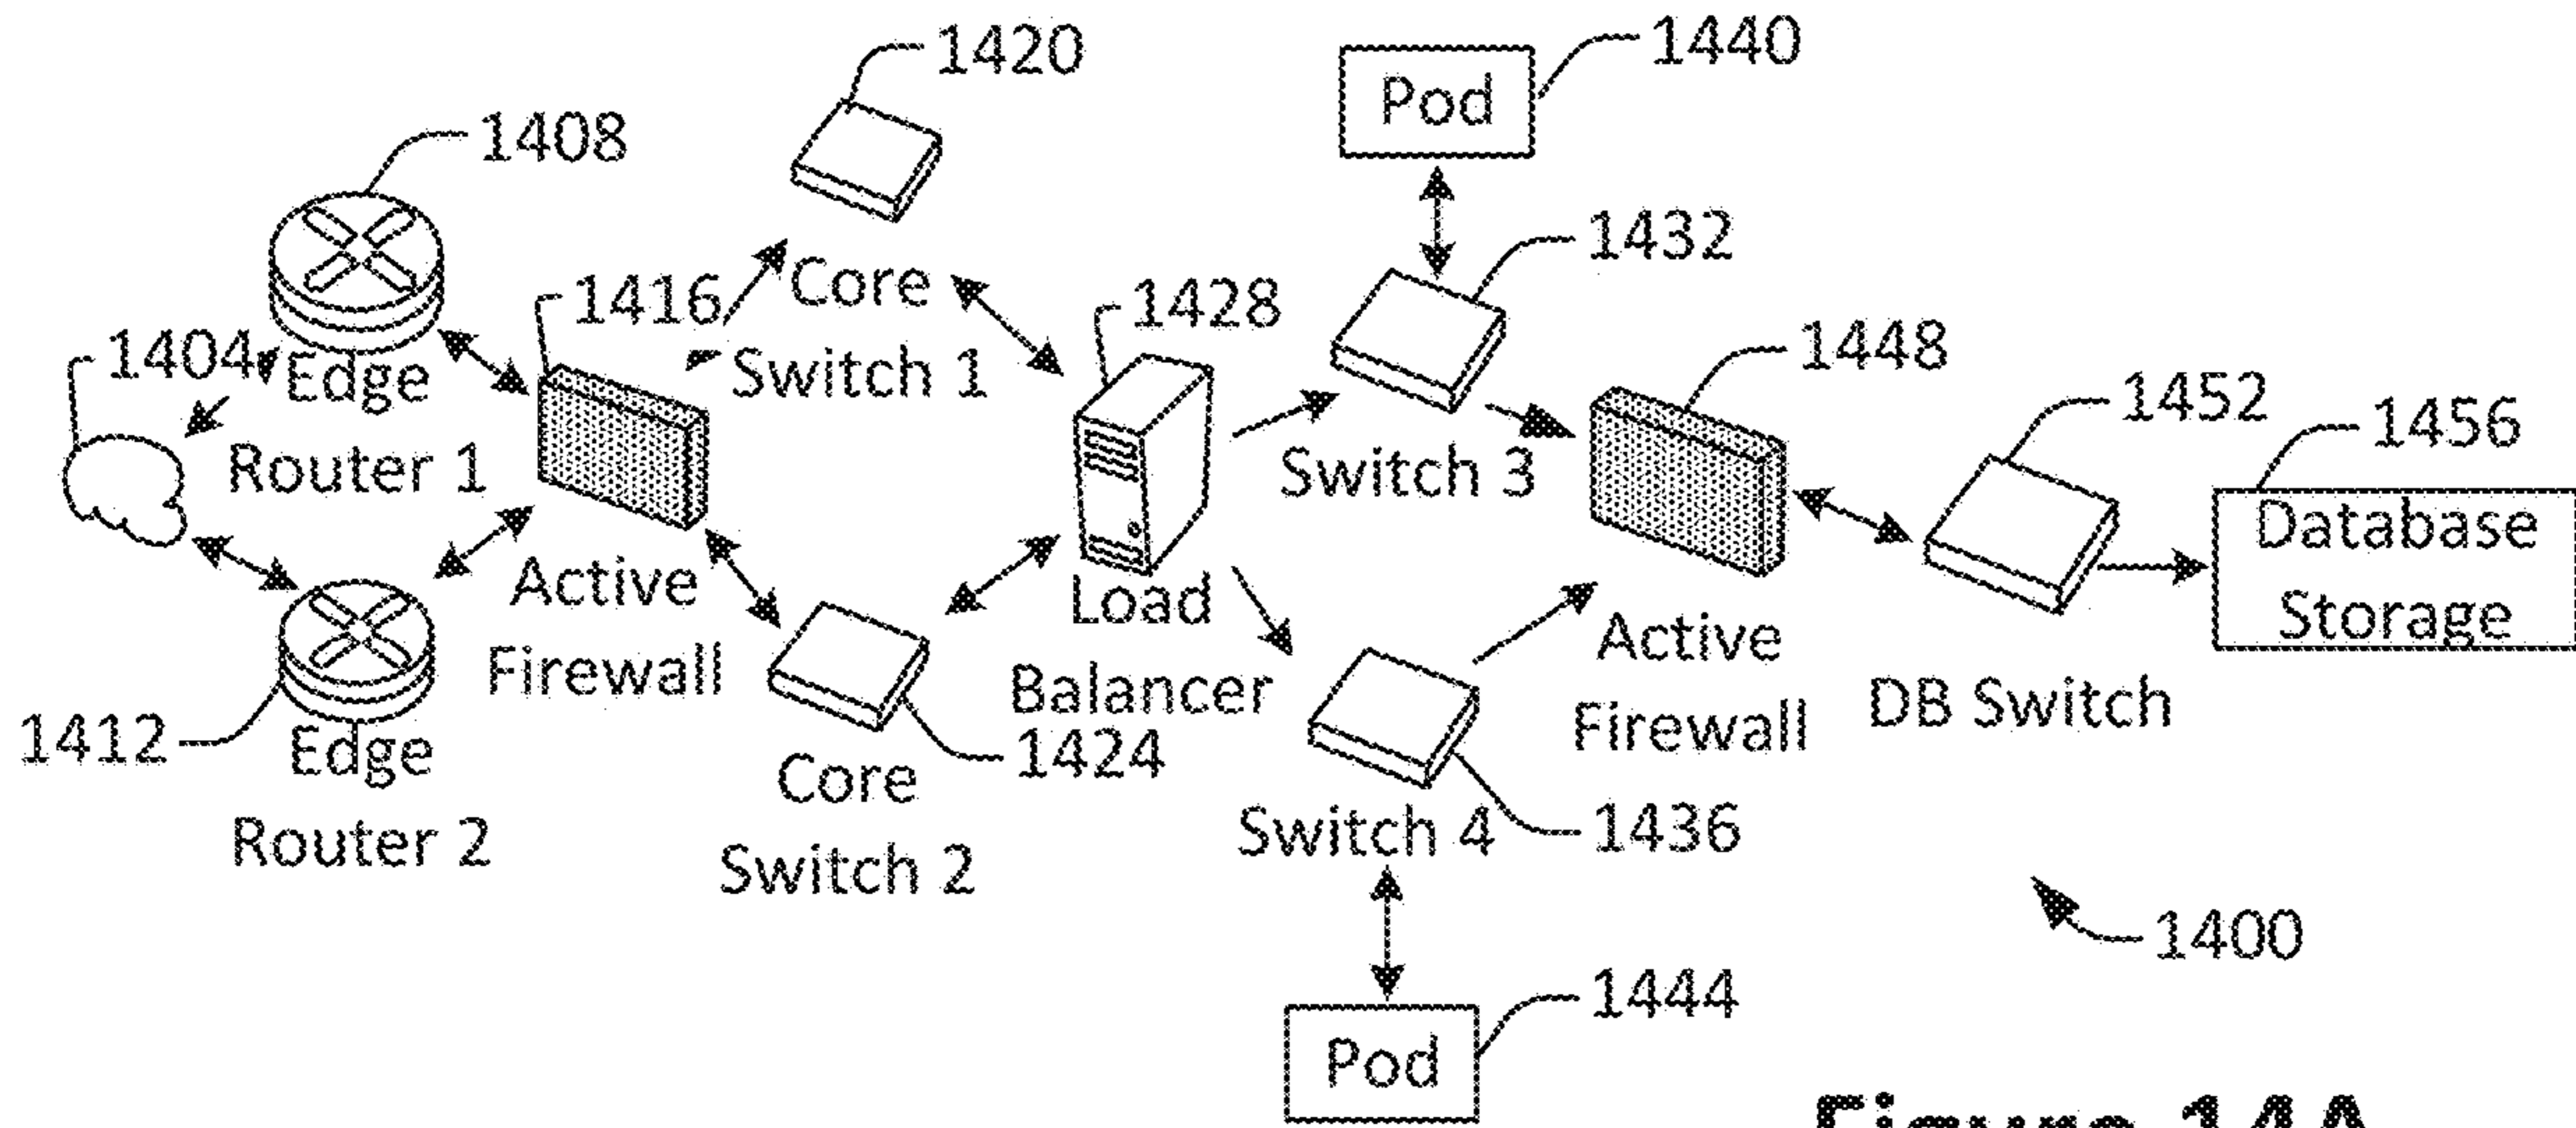 1420
1440
Pod
1408
1432
1416
Core
1428
1404
Edge
Switch 1
1448
1452
1456
Router 1
Switch 3
Database
Storage
Active
Firewall
Load
Balancer
Active
Firewall
DB Switch
1412
Edge
Router 2
1424
Core
Switch 2
Switch 4
1436
1400
1444
Pod
Figure 14A